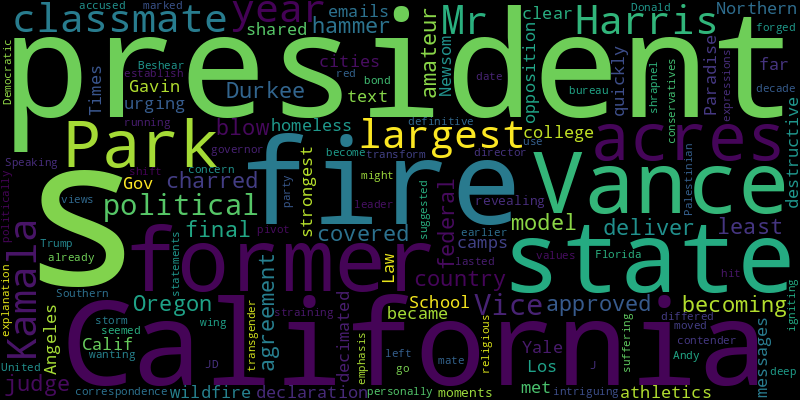 president
classmate
year
Mr
Harris
accused
marked
emails
shared
hammer
clear
Donald
Northern
forged
Democratic
Beshear
establish
Times
Gavin
urging
Durkee
cities
red
bond
text
amateur
Newsom
opposition
date
bureau
quickly
shrapnel
conservatives
Paradise
expressions
far
decade
destructive
Park
blow
homeless
running
governor
largest
definitive
become
transform
college
use
director
acres
Speaking
politically
shift
concern
Gov
charred
strongest
fire
might
leader
Vance
Palestinian
S
views
political
party
suggested
revealing
earlier
model
deliver
least
final
covered
federal
camps
Kamala
Trump
already
former
pivot
lasted
country
state
values
Florida
hit
explanation
Southern
statements
agreement
Law
School
Vice
approved
becoming
igniting
California
Oregon
became
storm
seemed
Angeles
Calif
wing
transgender
straining
decimated
emphasis
religious
suffering
differed
moved
contender
messages
United
wanting
judge
JD
left
go
mate
Yale
Los
met
J
Andy
deep
correspondence
wildfire
declaration
personally
moments
intriguing
athletics